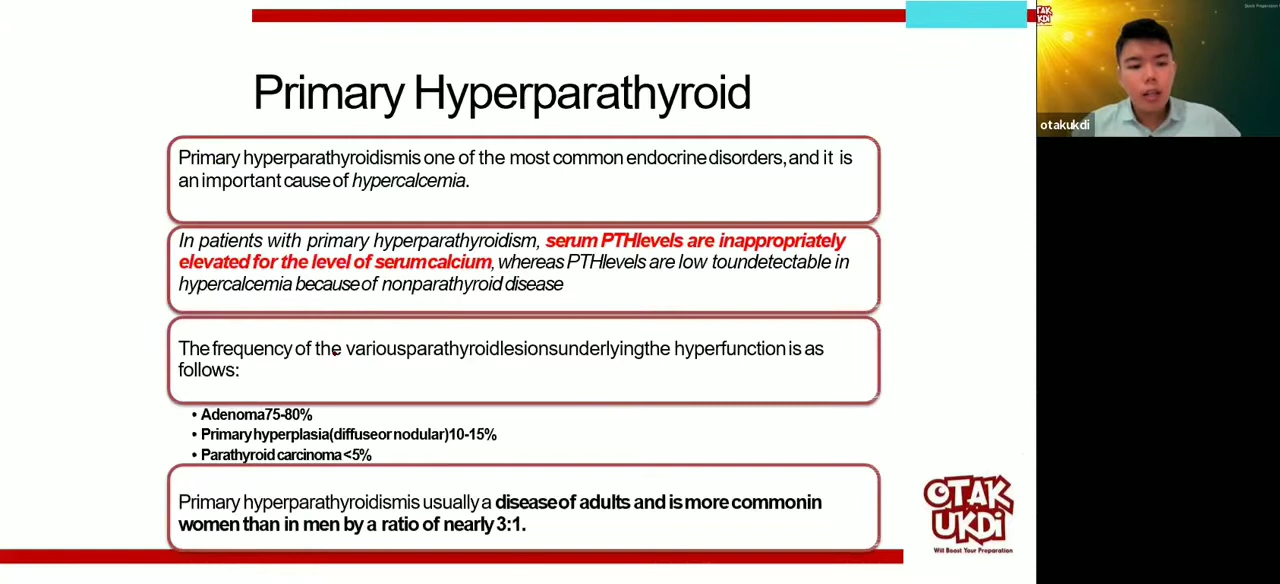 Primary Hyperparathyroid
Primary hyperparathyroidismis one of the most common endocrine disorders, and it is
an important cause of hypercalcemia.
In patients with primary hyperparathyroidism, serum PTHlevels are inappropriately
elevated for the level of serumcalcium, whereas PTHlevels are low toundetectable in
hypercalcemia because of nonparathyroid disease
The frequency of the variousparathyroidlesionsunderlyingthe hyperfunction is as
follows:
• Adenoma75-80%
• Primary hyperplasia(diffuseor nodular)10-15%
• Parathyroid carcinoma <5%
Primary hyperparathyroidismis usually a diseaseof adults and is more commonin
women than in men by a ratio of nearly 3:1.
OTAK
UKDi
Will Boost Your Preparation
otakukdi